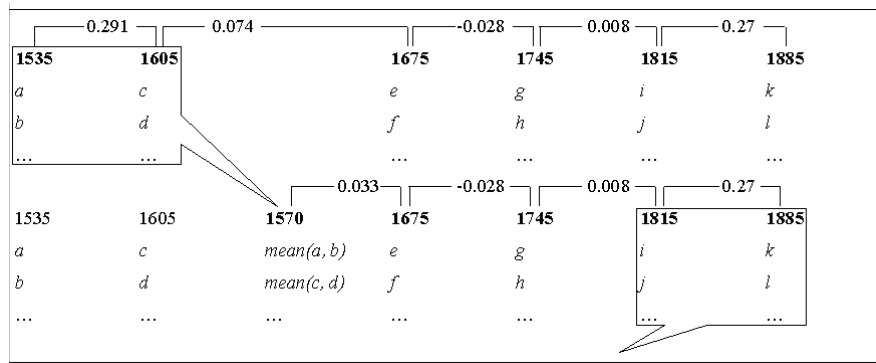 0.291 0.074 -0.028 0.008 0.27
1535 1605 1675 1745 1815 1885
a c e g i k
b d f h j l
... ... ... ... ... ...
0.033 -0.028 0.008 0.27
1535 1605 1570 1675 1745 1815 1885
a c mean(a, b) e g i k
b d mean(c, d) f h j l
... ... ... ... ... ... ...